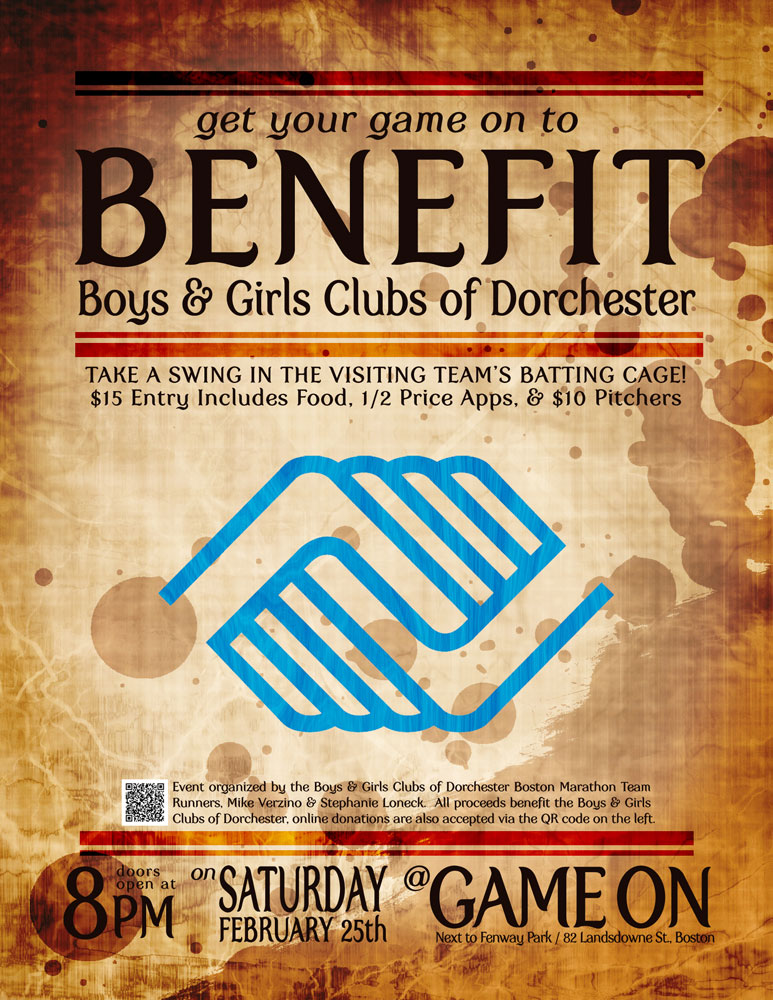 get your game on to
BENEFIT
Boys & Girls Clubs of Dorchester
TAKE A SWING IN THE VISITING TEAM'S BATTING CAGE!
$15 Entry Includes Food, 1/2 Price Apps, & $10 Pitchers
Event organized by the Boys & Girls Clubs of Dorchester Boston Marathon Team
Runners, Mike Verzino & Stephanie Loneck. All proceeds benefit the Boys & Girls
Clubs of Dorchester, online donations are also accepted via the QR code on the left.
doors
open at
8PM
on SATURDAY
FEBRUARY 25th
@ GAME ON
Next to Fenway Park / 82 Landsdowne St., Boston